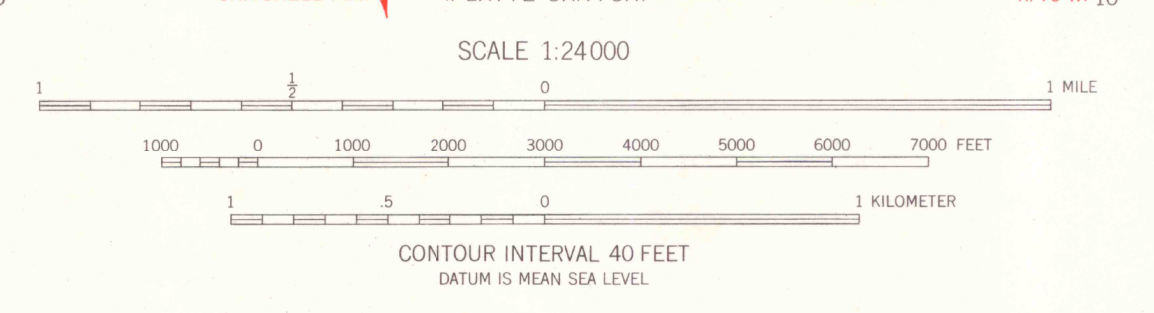 SCALE 1:24000
1 ½ 0 1 MILE
1000 0 1000 2000 3000 4000 5000 6000 7000 FEET
1 .5 0 1 KILOMETER
CONTOUR INTERVAL 40 FEET
DATUM IS MEAN SEA LEVEL